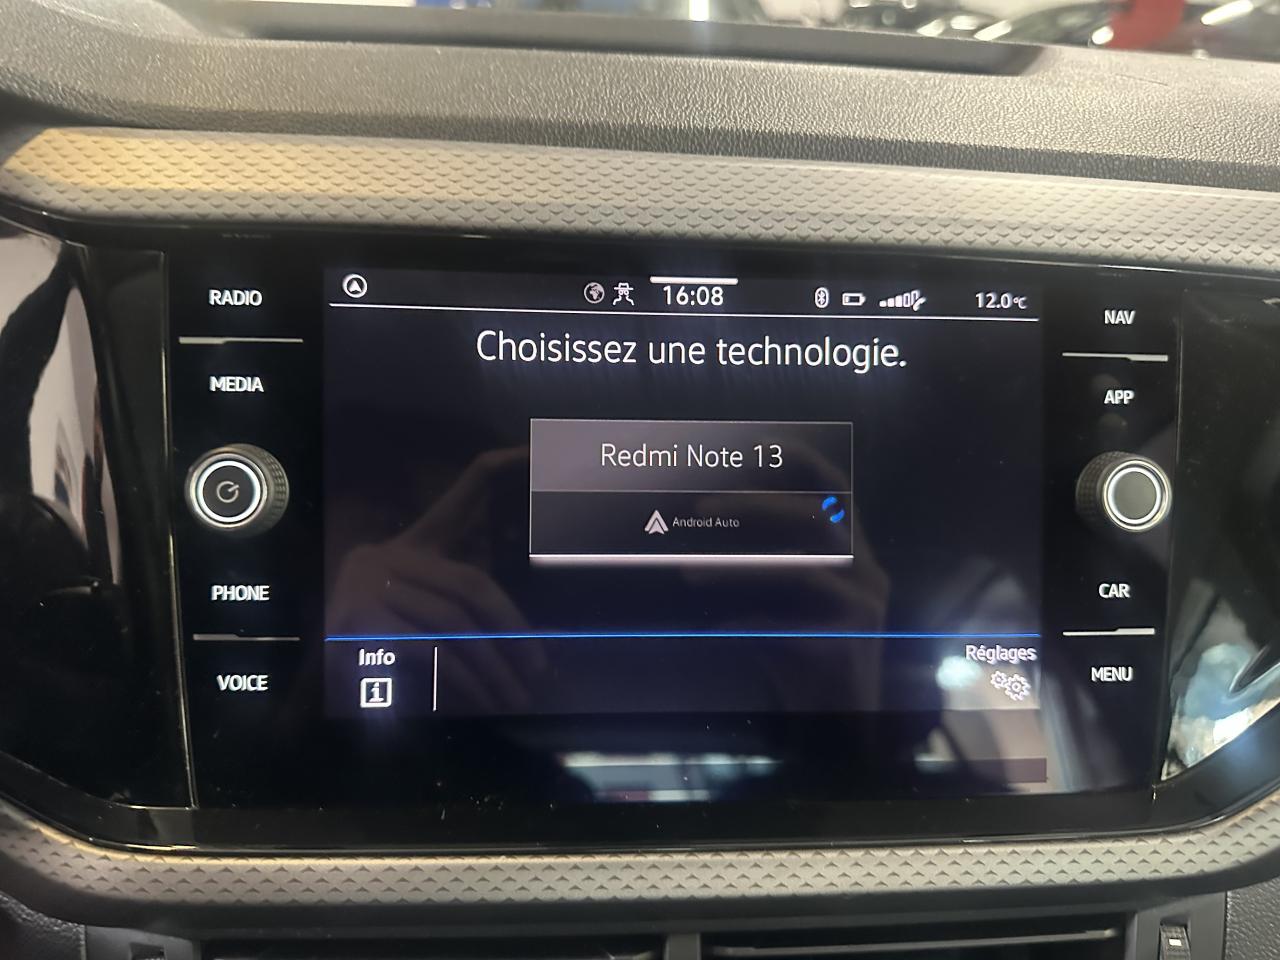 RADIO
MEDIA
PHONE
VOICE
16:08
12.0°C
Choisissez une technologie.
Redmi Note 13
Android Auto
Info
Réglages
NAV
APP
CAR
MENU